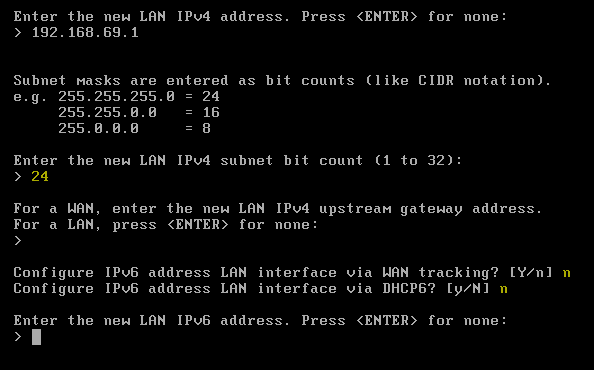 Enter the new LAN IPv4 address. Press <ENTER> for none:
> 192.168.69.1
Subnet masks are entered as bit counts (like CIDR notation).
e.g. 255.255.255.0 = 24
     255.255.0.0   = 16
     255.0.0.0     = 8
Enter the new LAN IPv4 subnet bit count (1 to 32):
> 24
For a WAN, enter the new LAN IPv4 upstream gateway address.
For a LAN, press <ENTER> for none:
>
Configure IPv6 address LAN interface via WAN tracking? [Y/n] n
Configure IPv6 address LAN interface via DHCP6? [y/N] n
Enter the new LAN IPv6 address. Press <ENTER> for none:
>